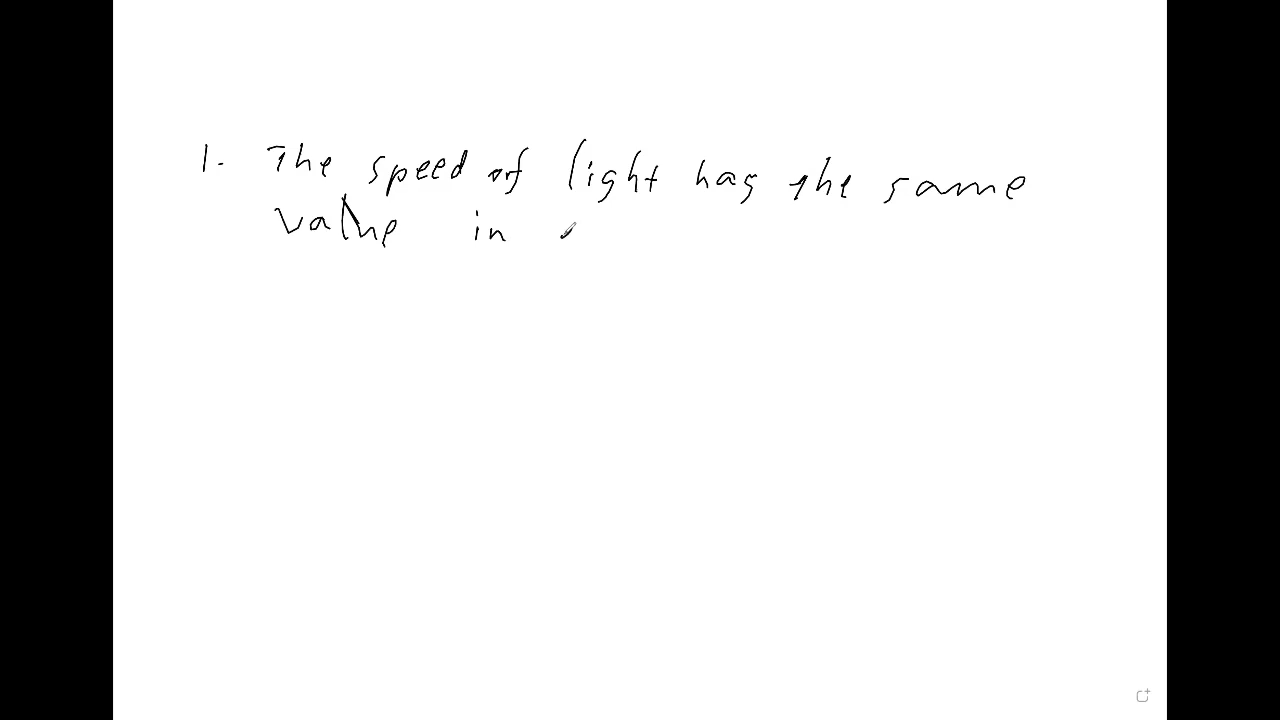 1. The speed of light has the same
value in